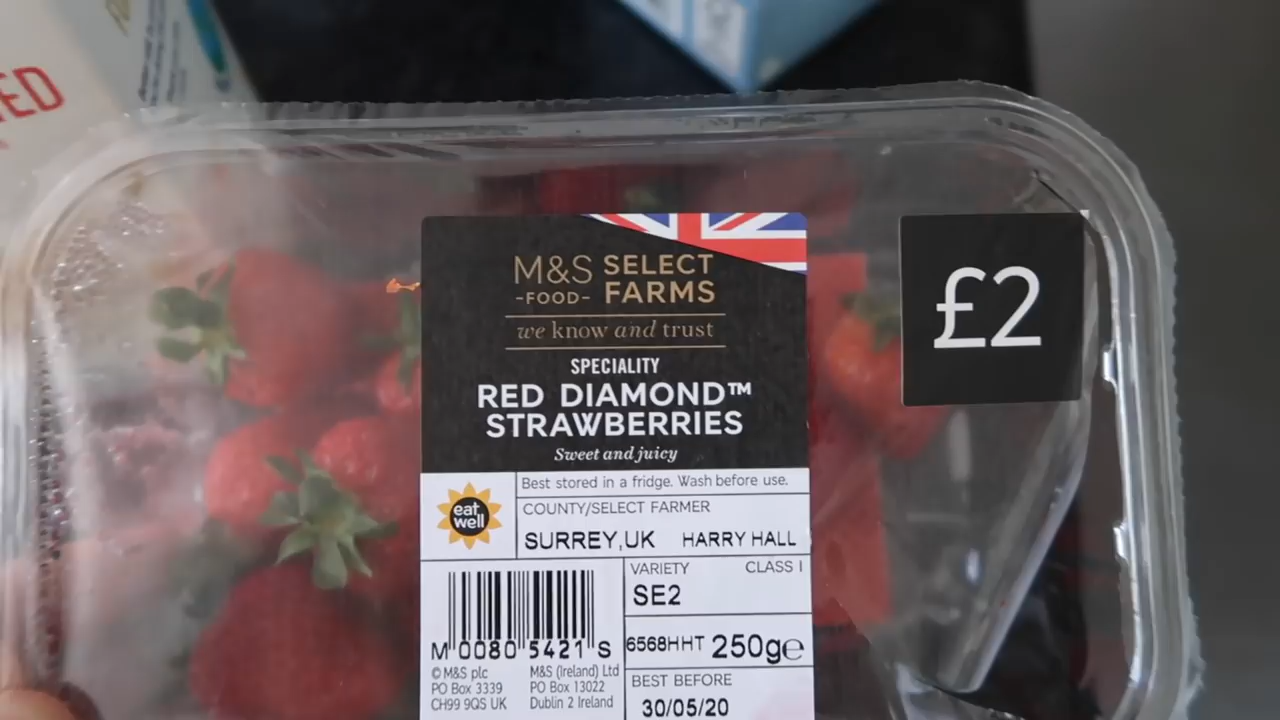 ED
M&S SELECT
-FOOD- FARMS
we know and trust
SPECIALITY
RED DIAMOND™
STRAWBERRIES
Sweet and juicy
£2
Best stored in a fridge. Wash before use.
eat
well
COUNTY/SELECT FARMER
SURREY,UK HARRY HALL
VARIETY CLASS I
SE2
M 0080 5421 S
6568HHT 250g℮
© M&S plc
PO Box 3339
CH99 9QS UK
M&S (Ireland) Ltd
PO Box 13022
Dublin 2 Ireland
BEST BEFORE
30/05/20